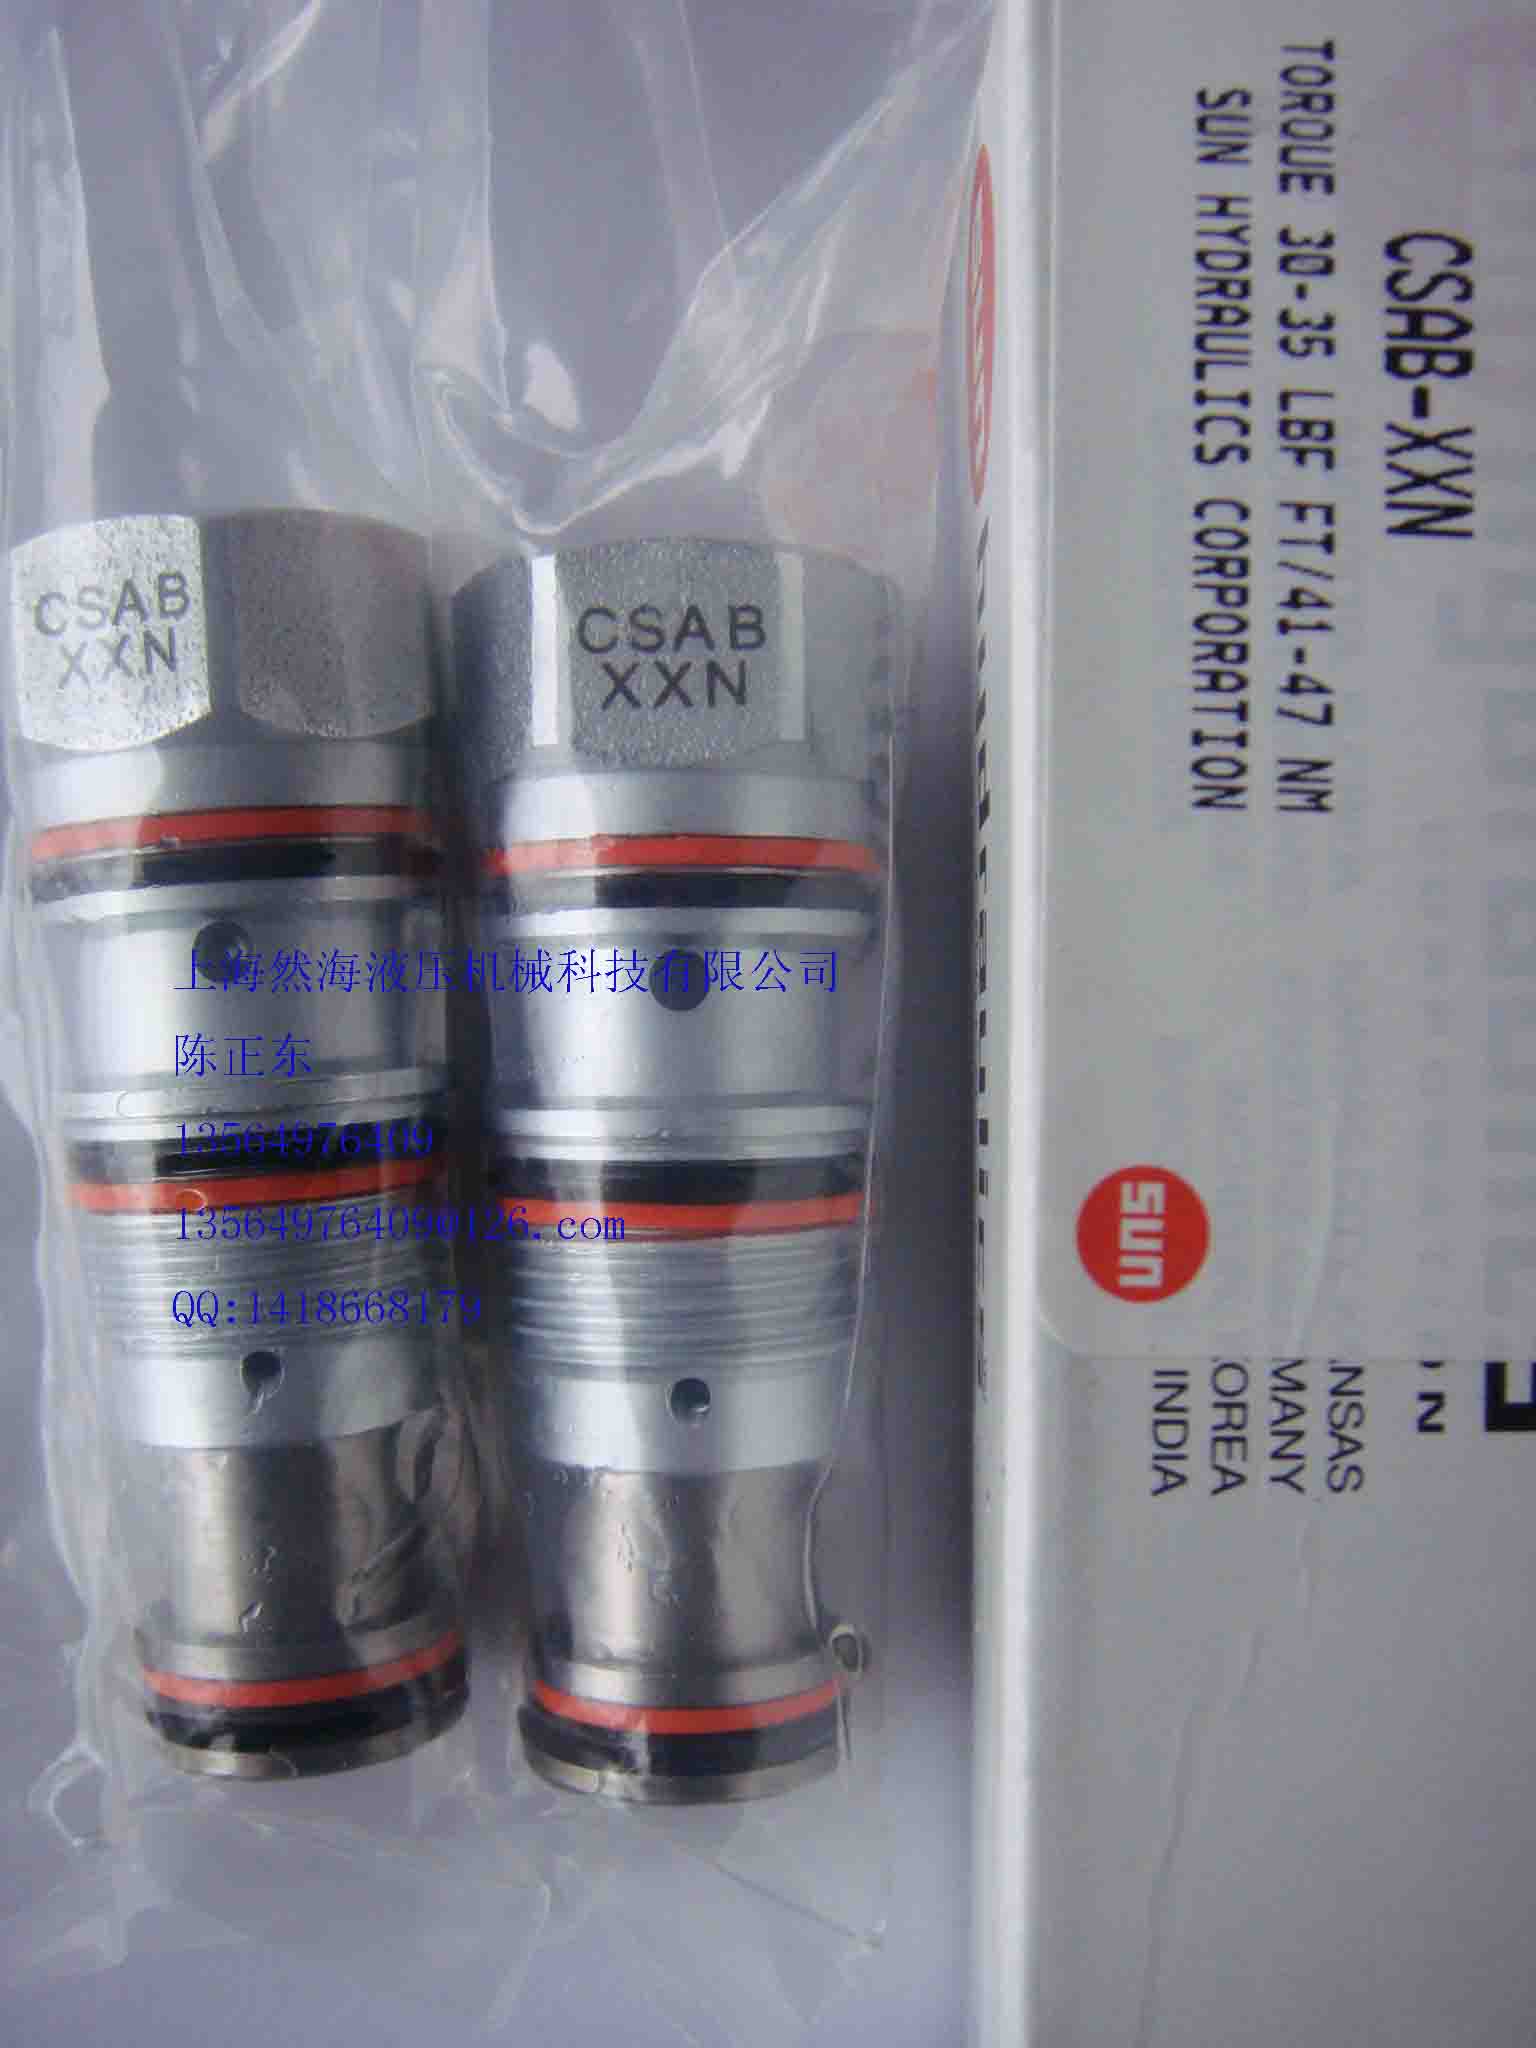 CSAB
XXN
CSAB
XXN
上海然海液压机械科技有限公司
陈正东
13564976409
13564976409@126.com
QQ:1418668179
CSAB-XXN
TORQUE 30-35 LBF FT/41-47 NM
SUN HYDRAULICS CORPORATION
sun
NSAS
MANY
OREA
INDIA